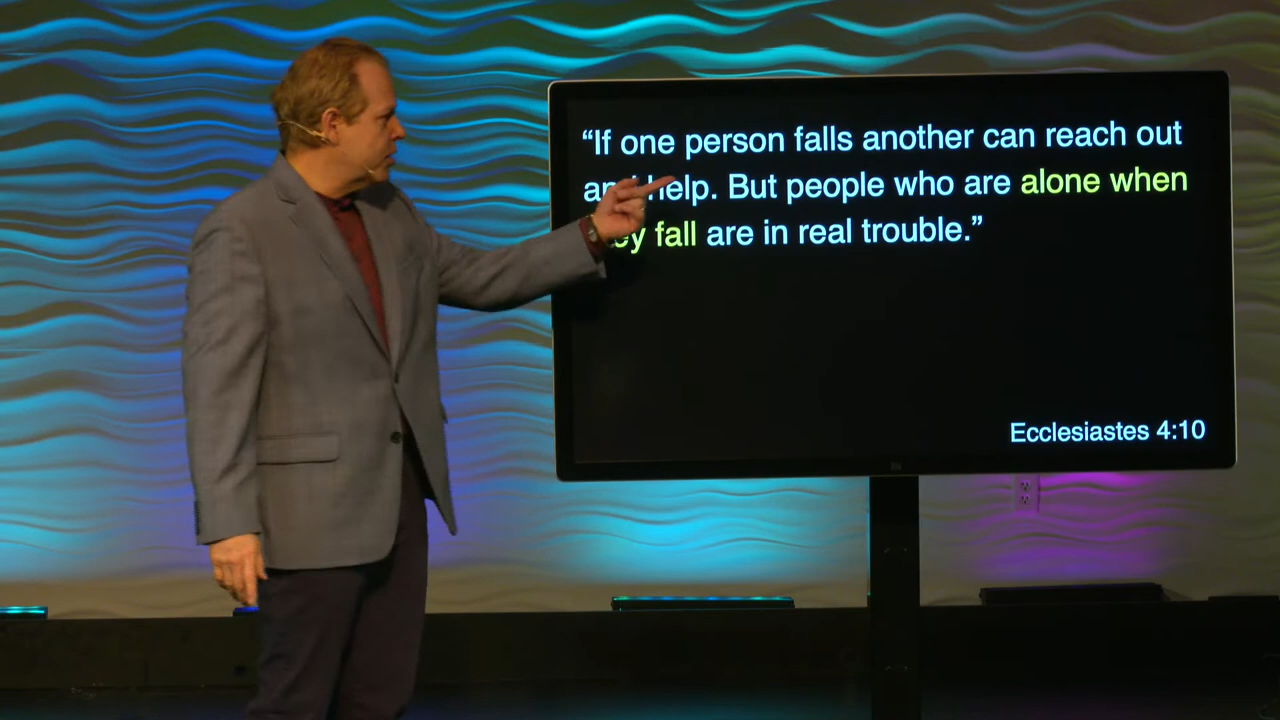 “If one person falls another can reach out
and help. But people who are alone when
fall are in real trouble.”
Ecclesiastes 4:10